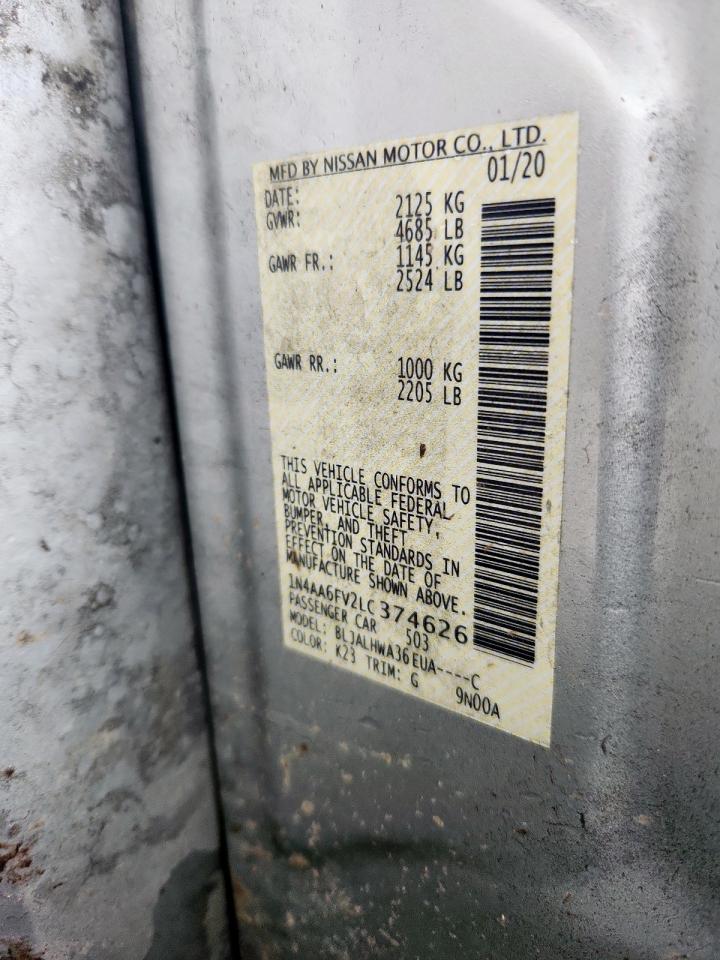 MFD BY NISSAN MOTOR CO., LTD.
DATE: 01/20
GVWR: 2125 KG
4685 LB
GAWR FR.: 1145 KG
2524 LB
GAWR RR.: 1000 KG
2205 LB
THIS VEHICLE CONFORMS TO
ALL APPLICABLE FEDERAL
MOTOR VEHICLE SAFETY,
BUMPER, AND THEFT
PREVENTION STANDARDS IN
EFFECT ON THE DATE OF
MANUFACTURE SHOWN ABOVE.
1N4AA6FV2LC374626
PASSENGER CAR 503
MODEL: BLJALHWA36EUA----C
COLOR: K23 TRIM: G 9N00A